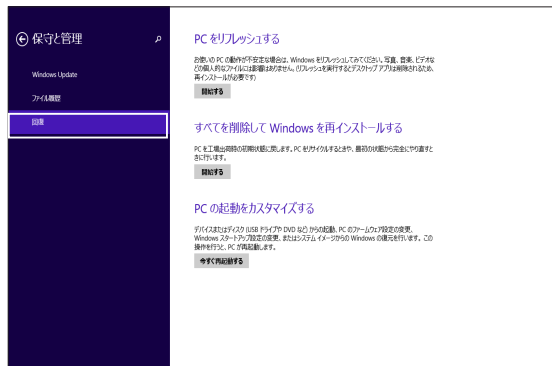 保守と管理
Windows Update
ファイル履歴
回復
PC をリフレッシュする
お使いの PC の動作が不安定な場合は、Windows をリフレッシュしてみてください。写真、音楽、ビデオな
どの個人的なファイルには影響はありません。(リフレッシュを実行するとデスクトップ アプリは削除されるため、
再インストールが必要です)
開始する
すべてを削除して Windows を再インストールする
PC を工場出荷時の初期状態に戻します。PC をリサイクルするときや、最初の状態から完全にやり直すと
きに行います。
開始する
PC の起動をカスタマイズする
デバイスまたはディスク (USB ドライブや DVD など) からの起動、PC のファームウェア設定の変更、
Windows スタートアップ設定の変更、またはシステム イメージからの Windows の復元を行います。この
操作を行うと、PC が再起動します。
今すぐ再起動する